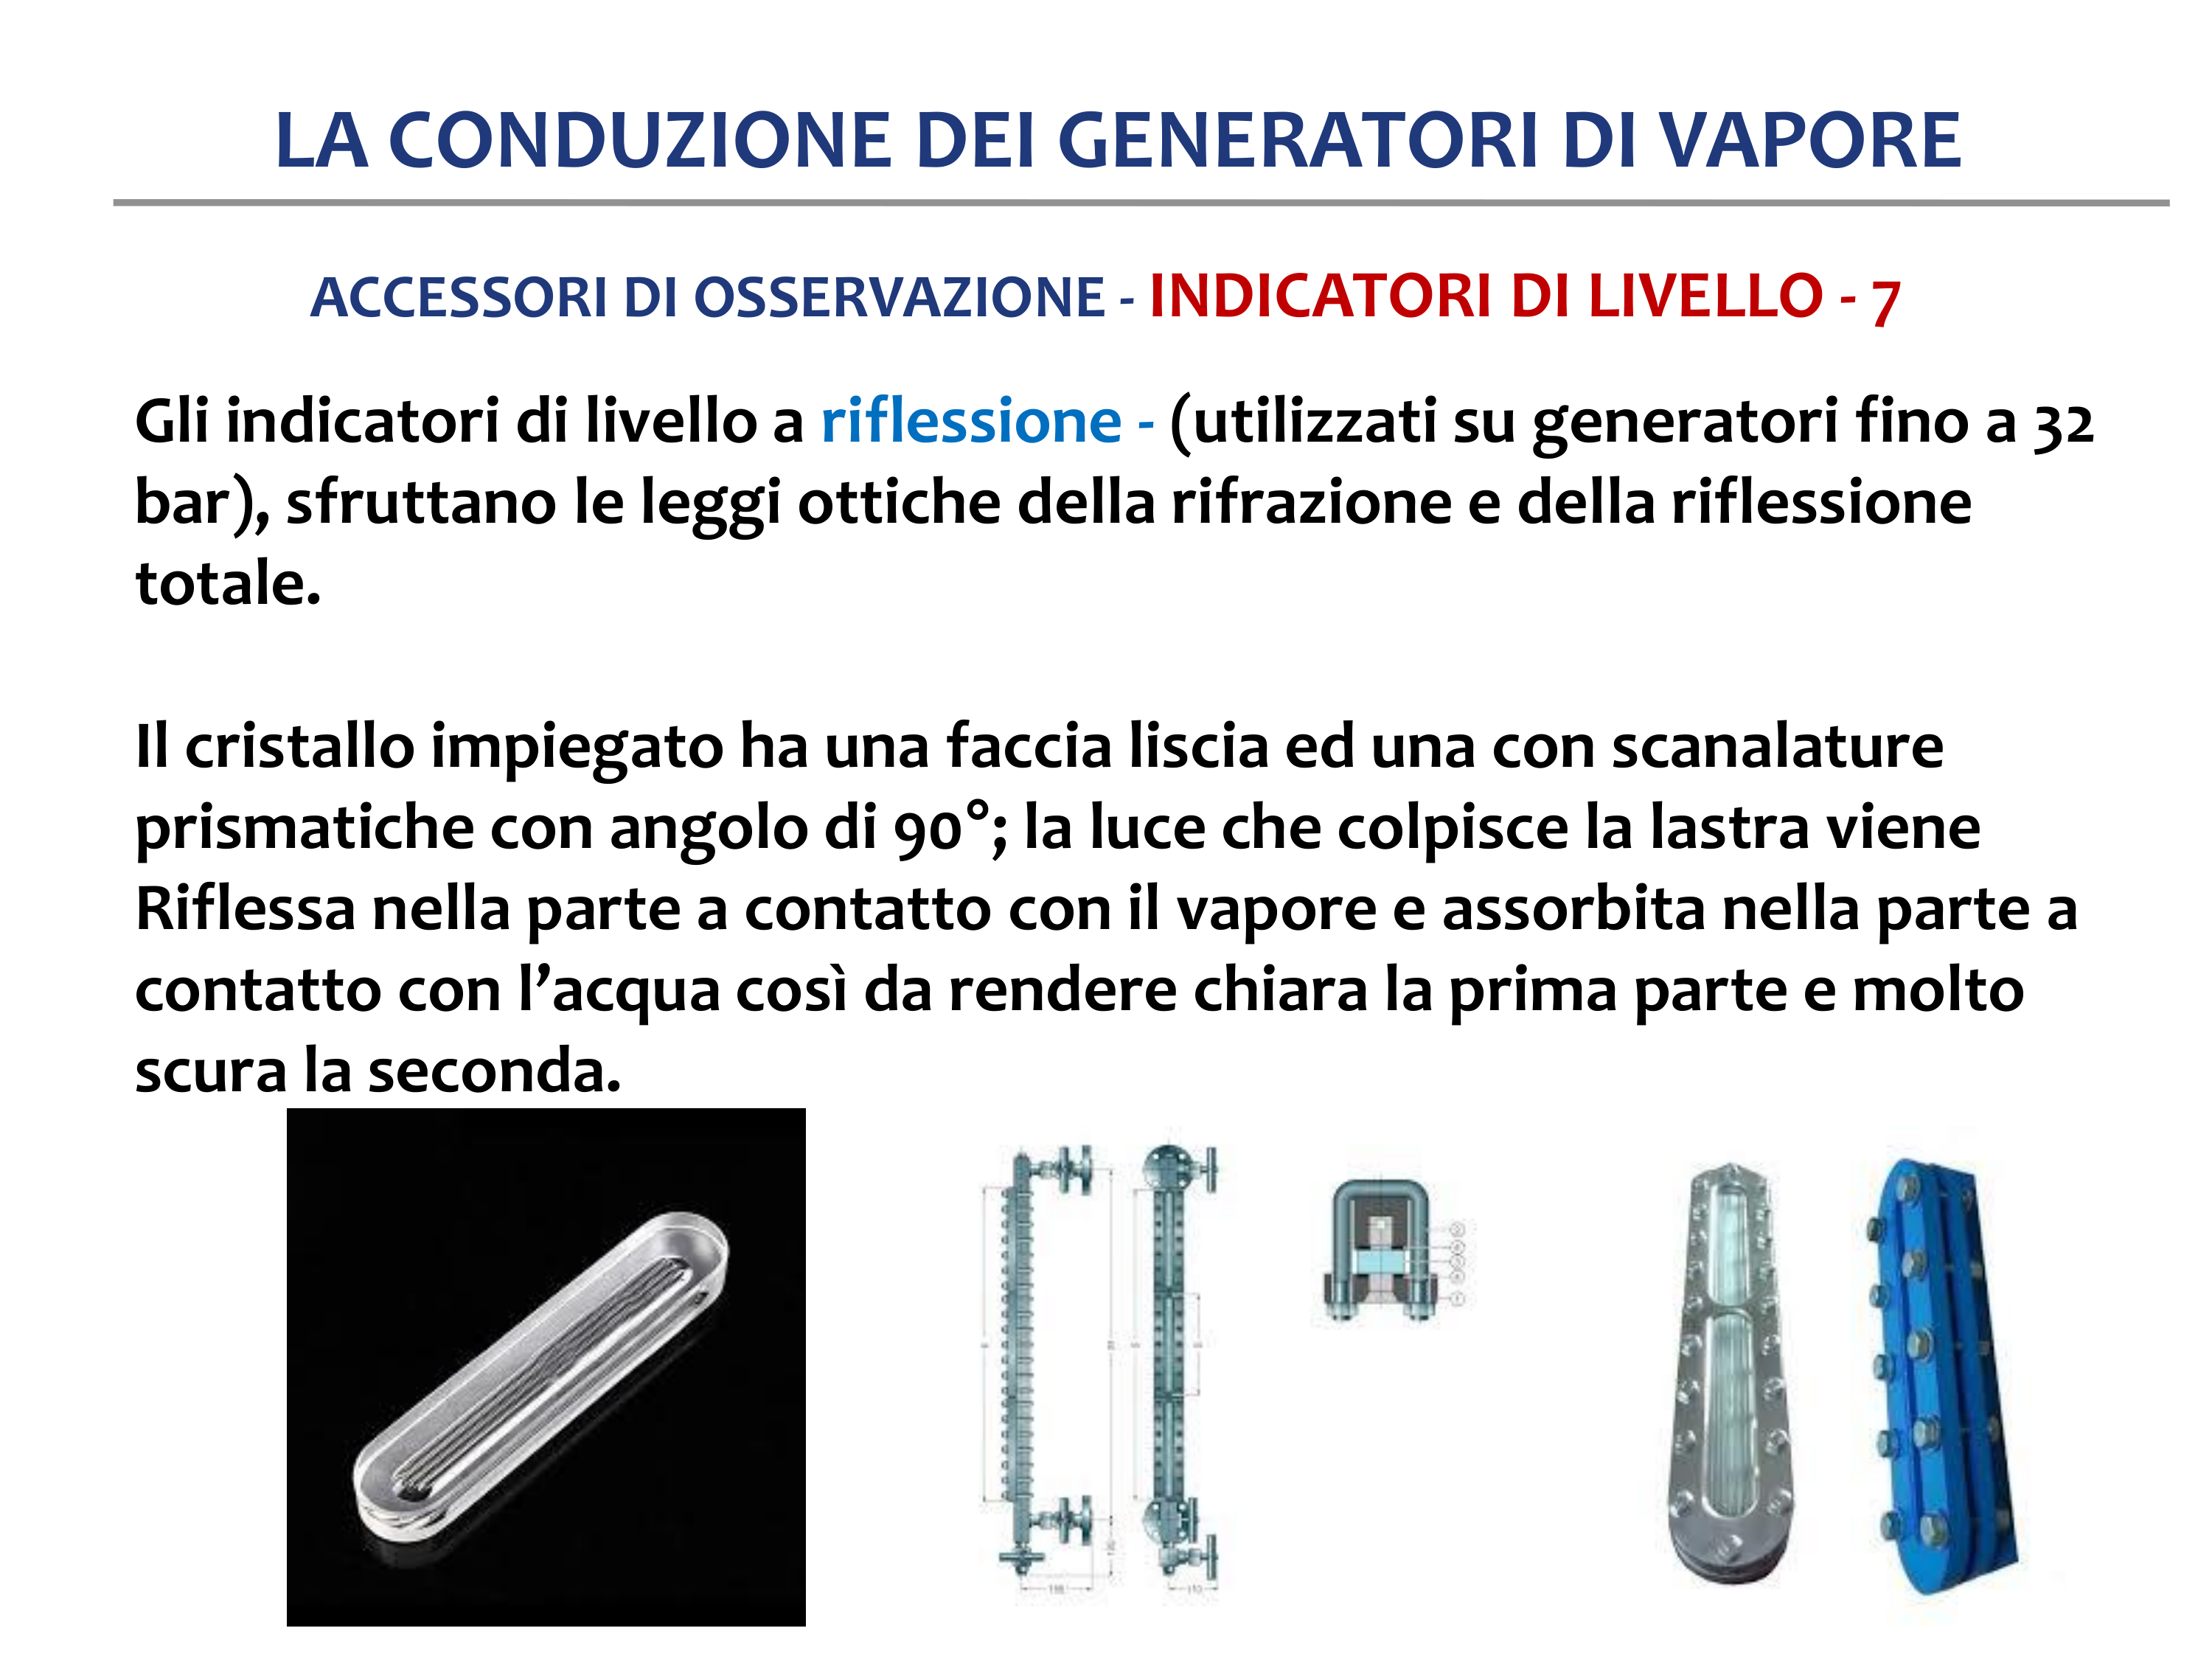 LA CONDUZIONE DEI GENERATORI DI VAPORE
ACCESSORI DI OSSERVAZIONE - INDICATORI DI LIVELLO - 7
Gli indicatori di livello a riflessione - (utilizzati su generatori fino a 32
bar), sfruttano le leggi ottiche della rifrazione e della riflessione
totale.
Il cristallo impiegato ha una faccia liscia ed una con scanalature
prismatiche con angolo di 90°; la luce che colpisce la lastra viene
Riflessa nella parte a contatto con il vapore e assorbita nella parte a
contatto con l’acqua così da rendere chiara la prima parte e molto
scura la seconda.